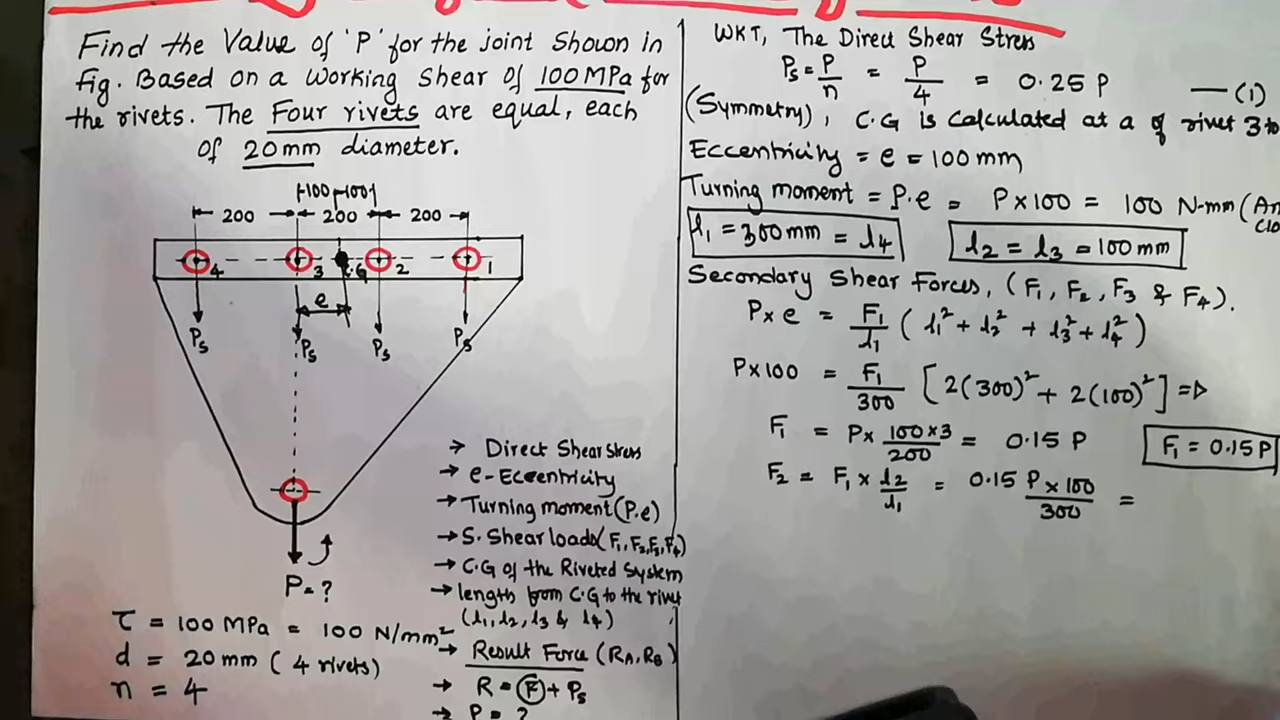 Find the Value of 'P' for the joint Shown in
fig. Based on a Working Shear of 100 MPa for
the rivets. The Four rivets are equal, each
of 20mm diameter.
100 100
200 200 200
4 3 C.G 2 1
e
Ps Ps Ps Ps
P=?
τ = 100 MPa = 100 N/mm²
d = 20mm ( 4 rivets)
n = 4
→ Direct Shear Stress
→ e-Eccentricity
→ Turning moment (P.e)
→ S. Shear loads (F1, F2, F3, F4)
→ C.G of the Riveted System
→ length from C.G to the rivet
(l1, l2, l3 & l4)
→ Result Force (RA, RB)
→ R = F + Ps
→ P = ?
WKT, The Direct Shear Stress
Ps = P/n = P/4 = 0.25 P — (1)
(Symmetry), C.G is Calculated at a of rivet 3 to
Eccentricity = e = 100 mm
Turning moment = P.e = P×100 = 100 N-mm (An
Clo
l1 = 300mm = l4
l2 = l3 = 100 mm
Secondary Shear Forces, (F1, F2, F3 & F4).
P×e = F1/l1 ( l1² + l2² + l3² + l4² )
P×100 = F1/300 [ 2(300)² + 2(100)² ] ⇒
F1 = P× 100×3/200 = 0.15 P
F1 = 0.15 P
F2 = F1 × l2/l1 = 0.15 P×100/300 =